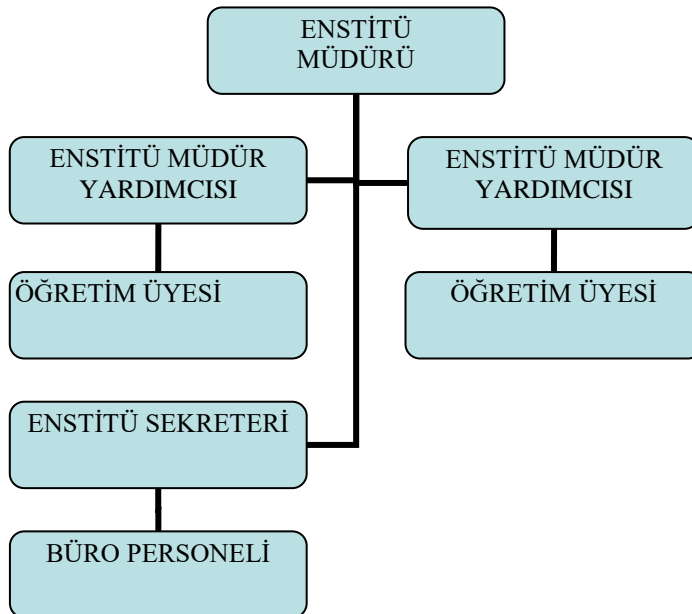 ENSTİTÜ
MÜDÜRÜ
ENSTİTÜ MÜDÜR
YARDIMCISI
ENSTİTÜ MÜDÜR
YARDIMCISI
ÖĞRETİM ÜYESİ
ÖĞRETİM ÜYESİ
ENSTİTÜ SEKRETERİ
BÜRO PERSONELİ